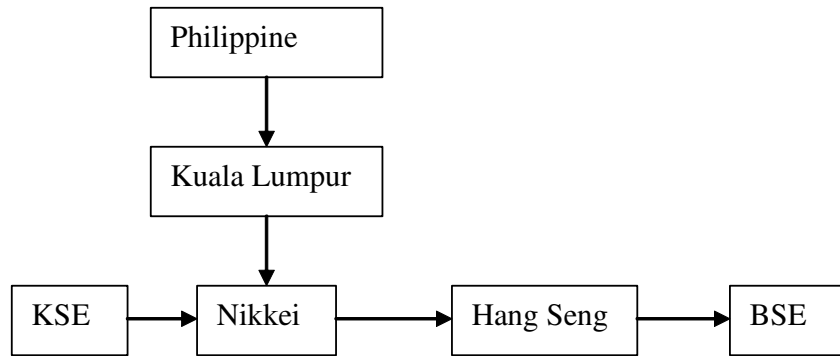 Philippine
Kuala Lumpur
KSE
Nikkei
Hang Seng
BSE